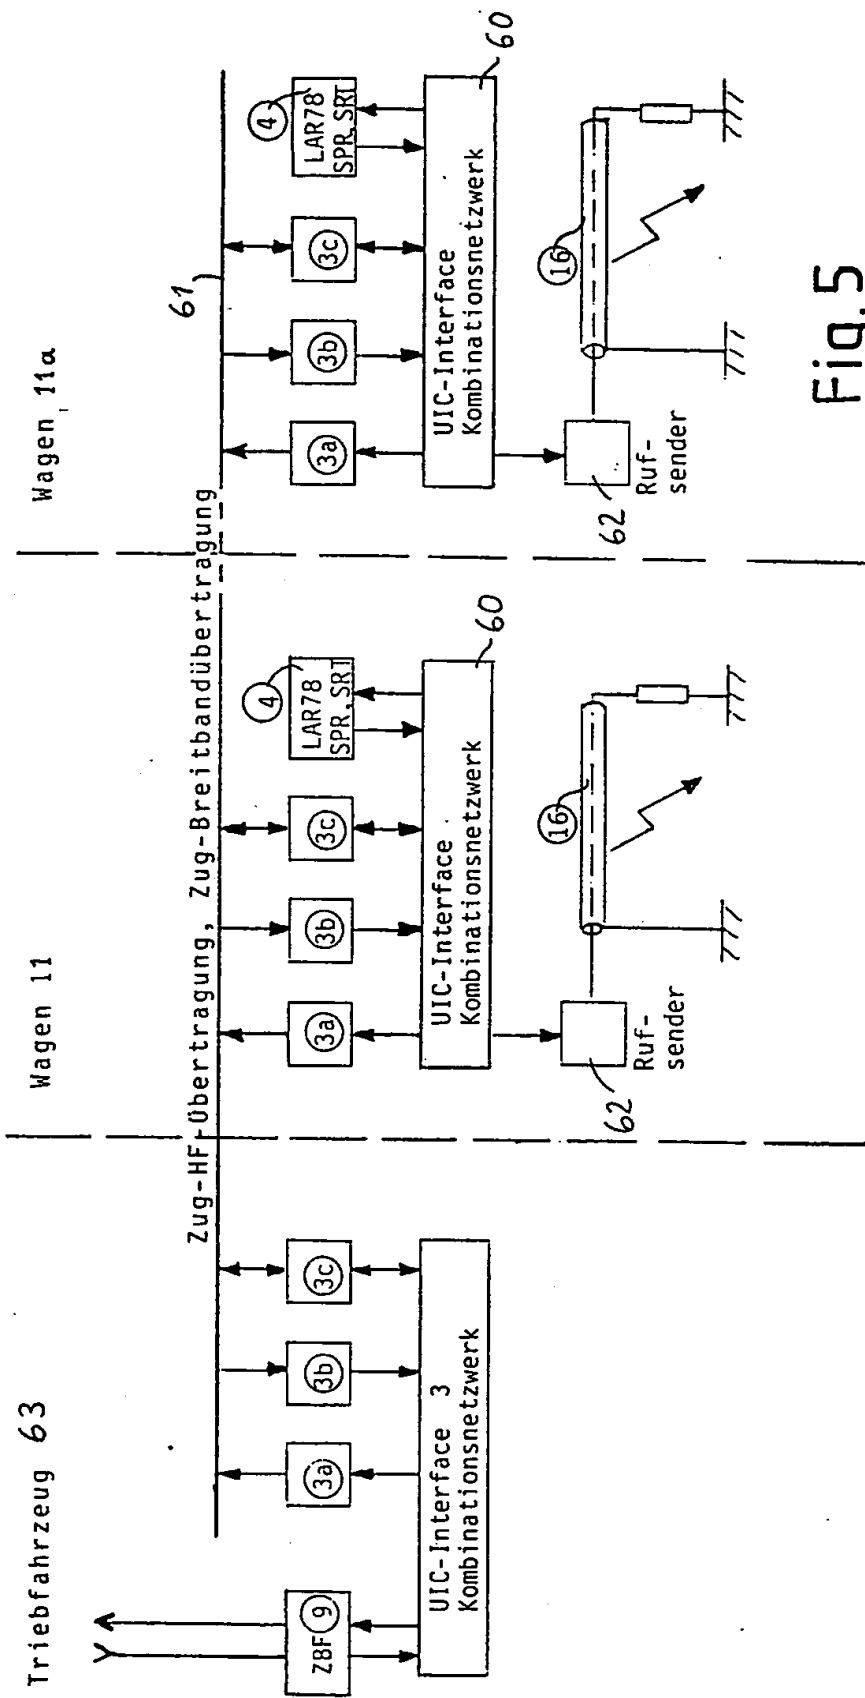 Triebfahrzeug 63
Wagen 11
Wagen 11a
Zug-HF-Übertragung, Zug-Breitbandübertragung
61
ZBF 9
3a
3b
3c
UIC-Interface 3
Kombinationsnetzwerk
3a
3b
3c
4
LAR78
SPR, SRT
UIC-Interface
Kombinationsnetzwerk
60
62
Ruf-
sender
16
3a
3b
3c
4
LAR78
SPR, SRT
UIC-Interface
Kombinationsnetzwerk
60
62
Ruf-
sender
16
Fig. 5